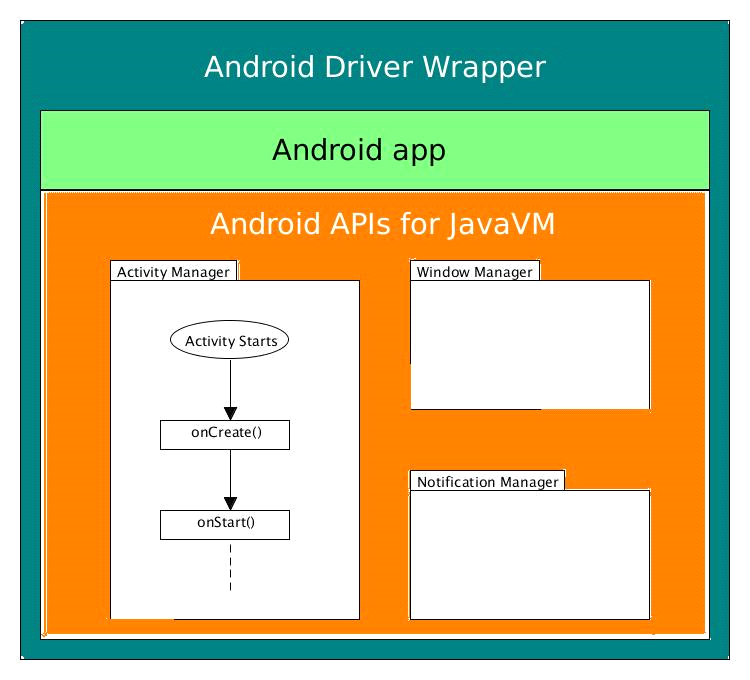 Android Driver Wrapper
Android app
Android APIs for JavaVM
Activity Manager
Activity Starts
onCreate()
onStart()
Window Manager
Notification Manager